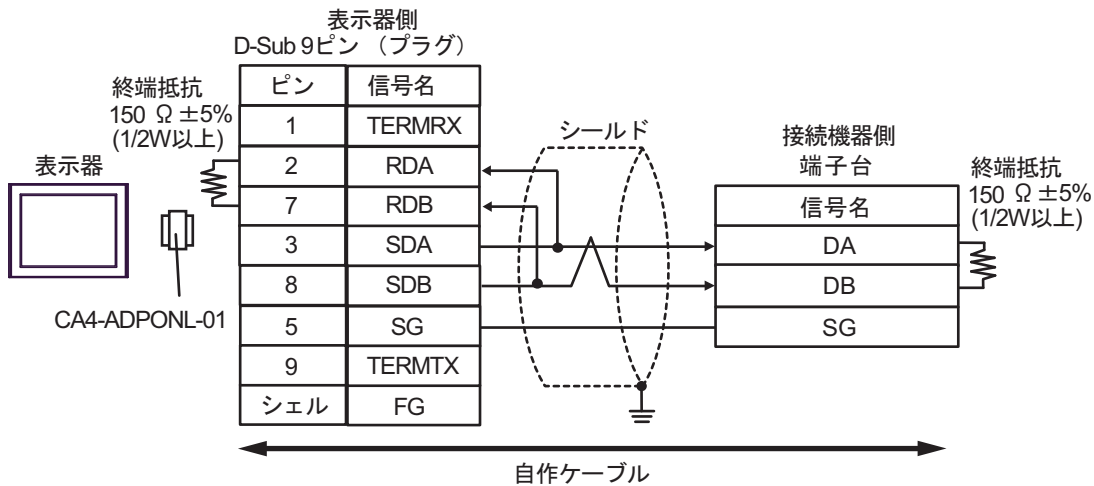 表示器側
D-Sub 9ピン （プラグ）
終端抵抗
150 Ω ±5%
(1/2W以上)
表示器
CA4-ADPONL-01
ピン 信号名
1 TERMRX
2 RDA
7 RDB
3 SDA
8 SDB
5 SG
9 TERMTX
シェル FG
シールド
接続機器側
端子台
信号名
DA
DB
SG
終端抵抗
150 Ω ±5%
(1/2W以上)
自作ケーブル